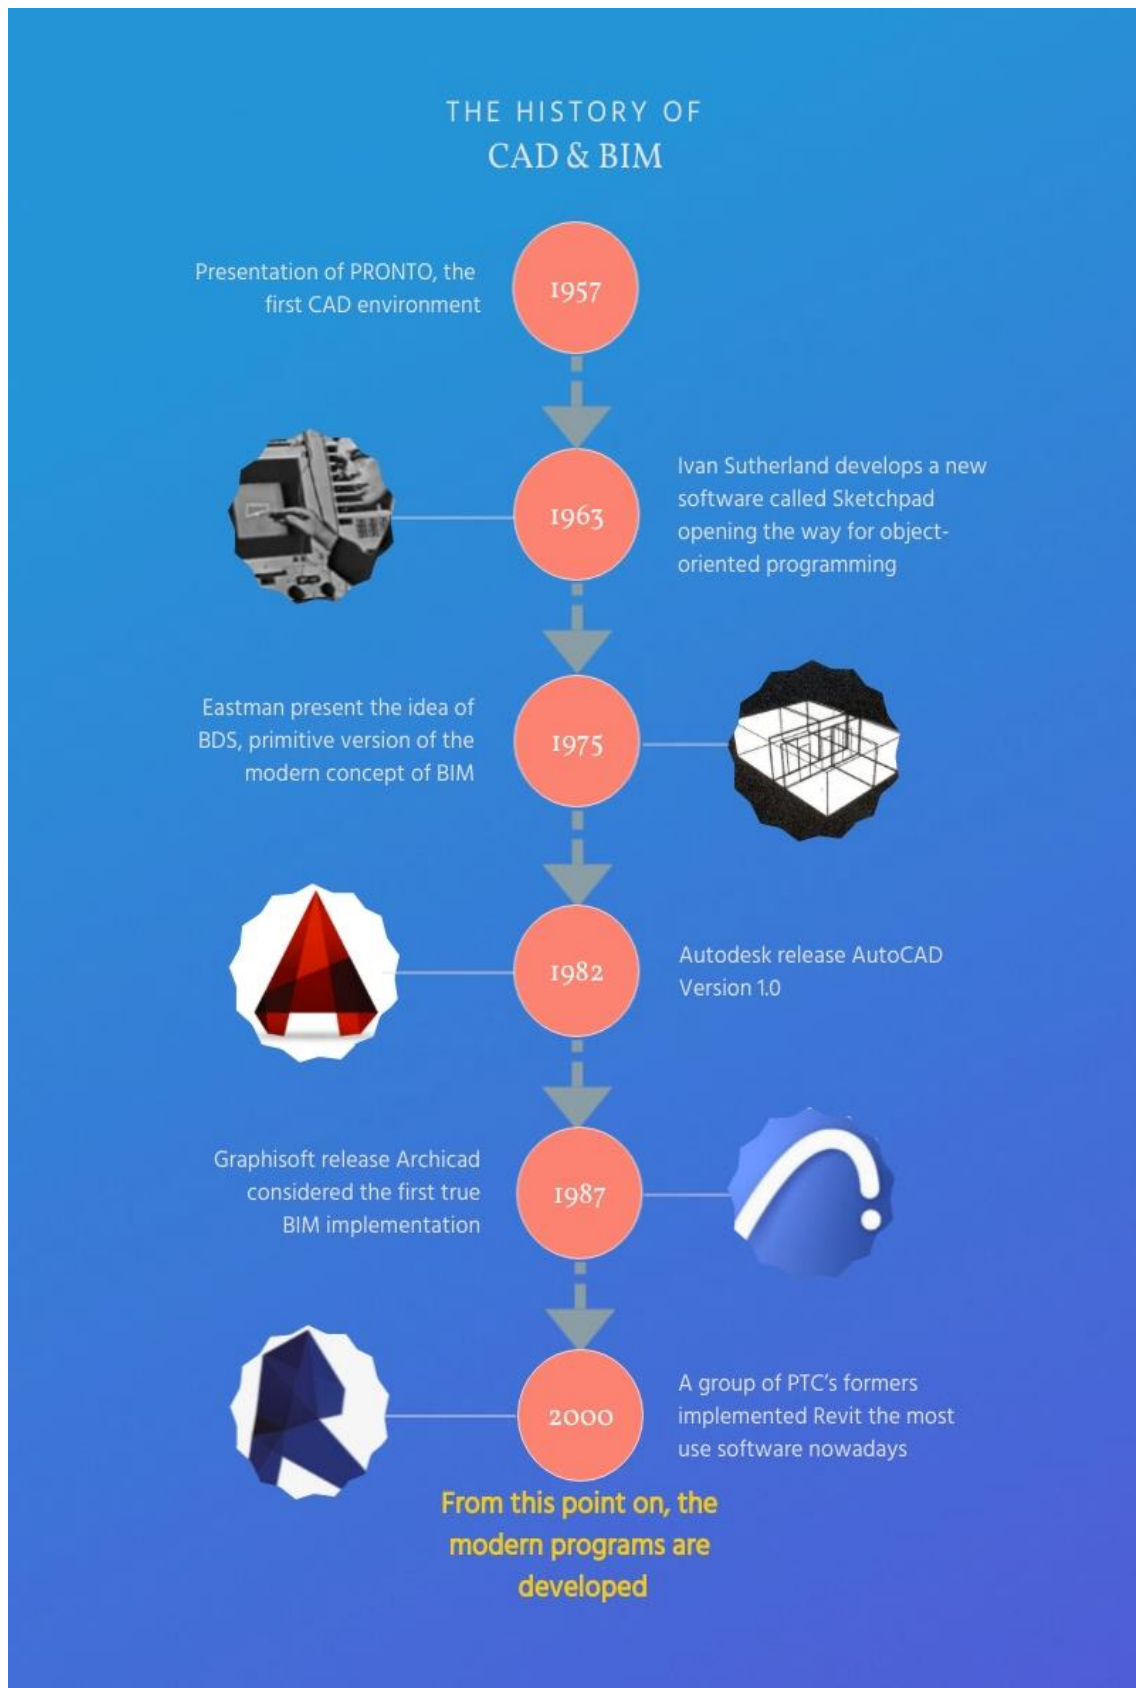 THE HISTORY OF
CAD & BIM
1957
Presentation of PRONTO, the
first CAD environment
1963
Ivan Sutherland develops a new
software called Sketchpad
opening the way for object-
oriented programming
1975
Eastman present the idea of
BDS, primitive version of the
modern concept of BIM
1982
Autodesk release AutoCAD
Version 1.0
1987
Graphisoft release Archicad
considered the first true
BIM implementation
2000
A group of PTC’s formers
implemented Revit the most
use software nowadays
From this point on, the
modern programs are
developed